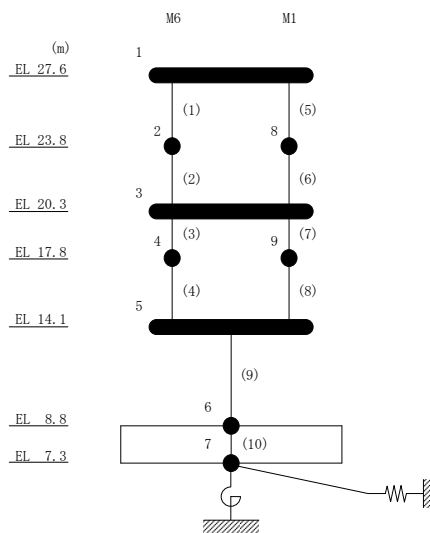 M6 M1
(m)
1
EL 27.6
(1) (5)
2 8
EL 23.8
(2) (6)
3
EL 20.3
(3) (7)
4 9
EL 17.8
(4) (8)
5
EL 14.1
(9)
6
EL 8.8
7 (10)
EL 7.3